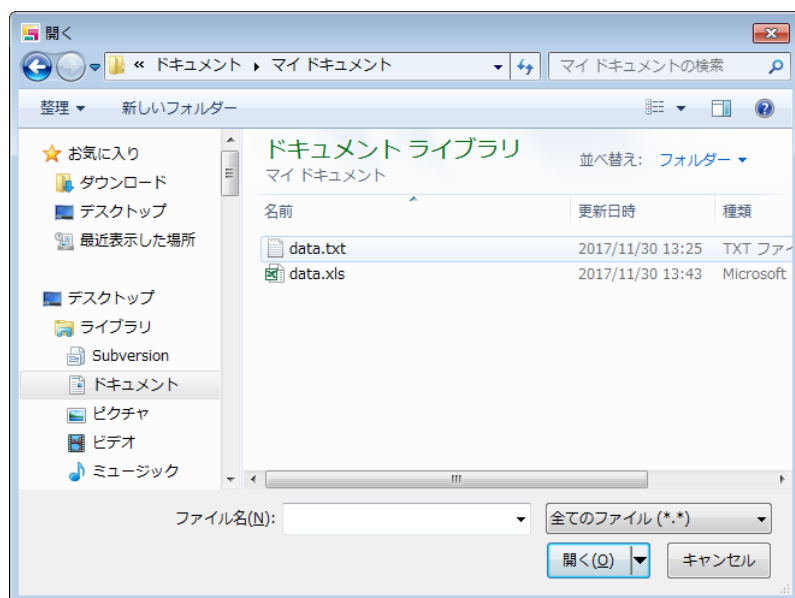 開く
« ドキュメント ▸ マイ ドキュメント
マイ ドキュメントの検索
整理 ▼ 新しいフォルダー
お気に入り
ダウンロード
デスクトップ
最近表示した場所
デスクトップ
ライブラリ
Subversion
ドキュメント
ピクチャ
ビデオ
ミュージック
ドキュメント ライブラリ
マイ ドキュメント
並べ替え: フォルダー ▼
名前 更新日時 種類
data.txt 2017/11/30 13:25 TXT ファイ
data.xls 2017/11/30 13:43 Microsoft
ファイル名(N):
全てのファイル (*.*)
開く(O) キャンセル